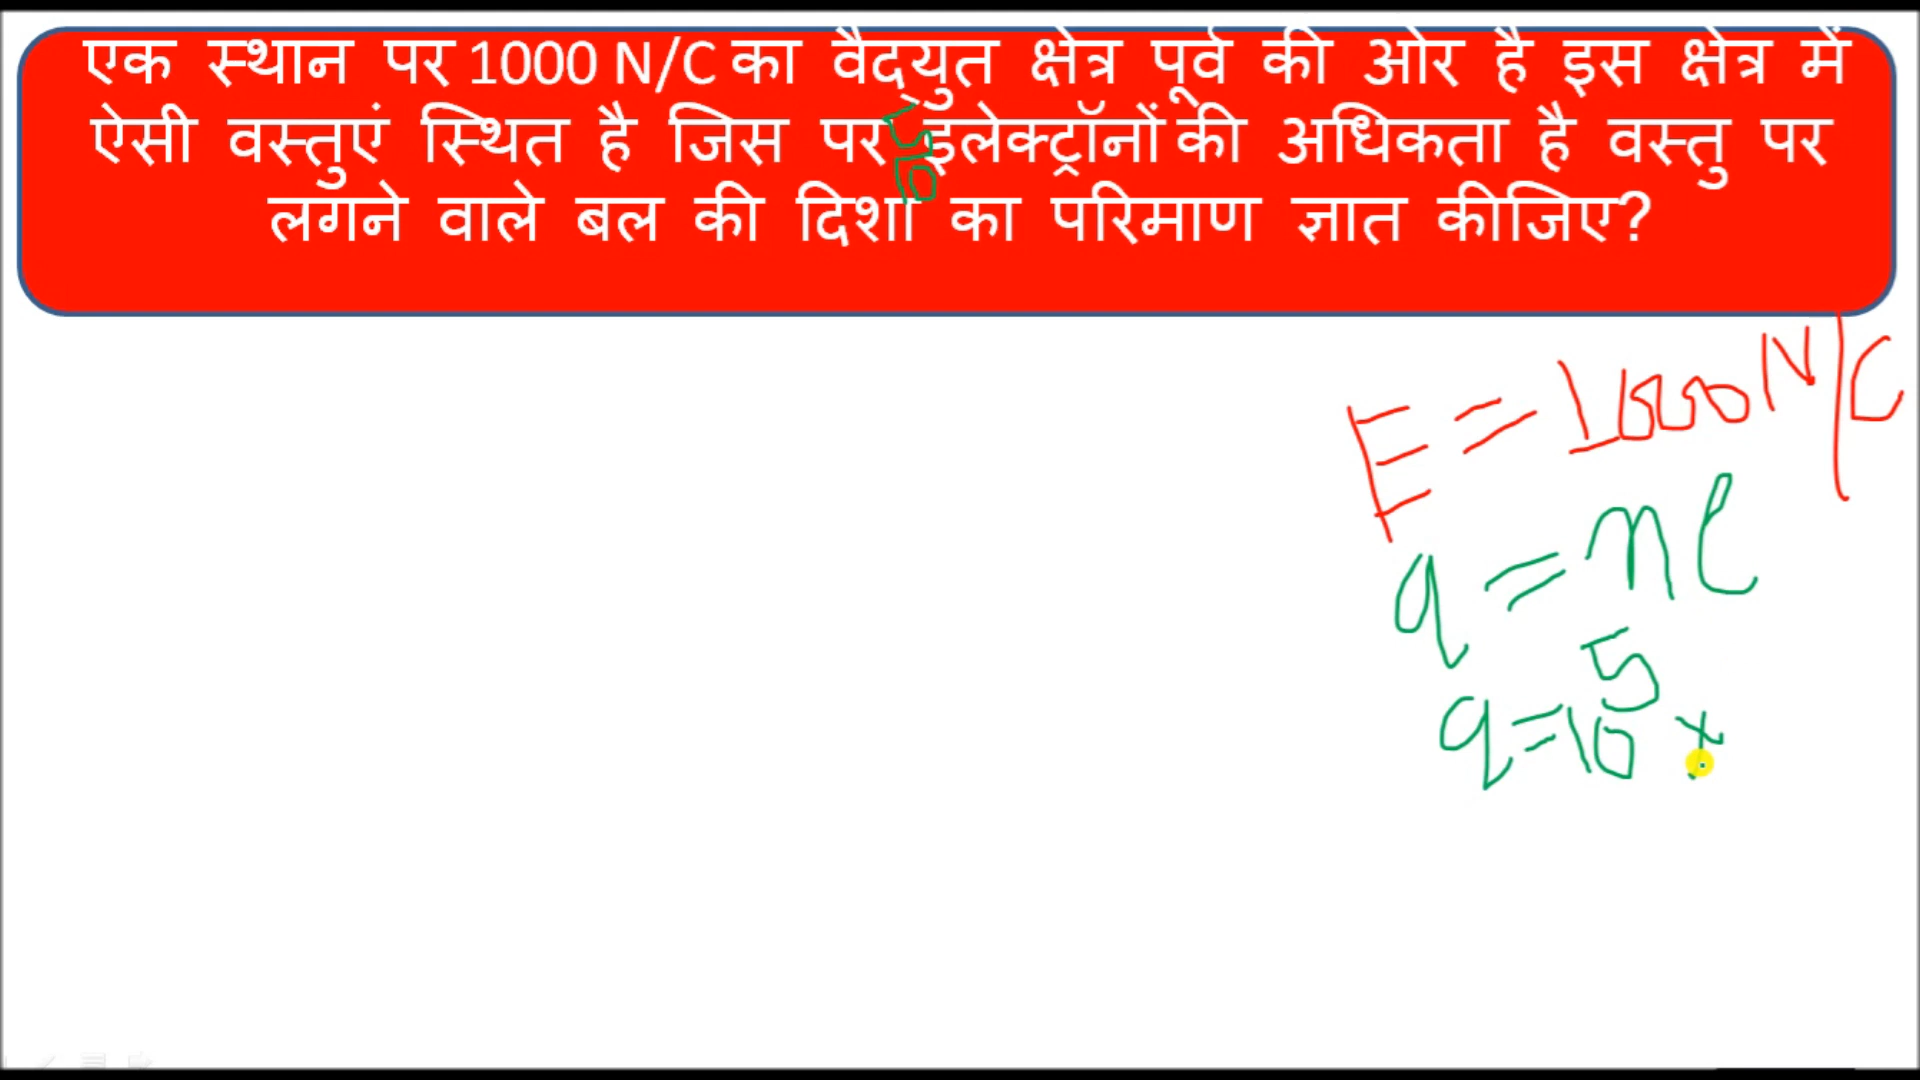 एक स्थान पर 1000 N/C का वैद्युत क्षेत्र पूर्व की ओर है इस क्षेत्र में
ऐसी वस्तुएं स्थित है जिस पर 10⁵ इलेक्ट्रॉनों की अधिकता है वस्तु पर
लगने वाले बल की दिशा का परिमाण ज्ञात कीजिए?
E = 1000 N/C
q = ne
q = 10⁵ ×